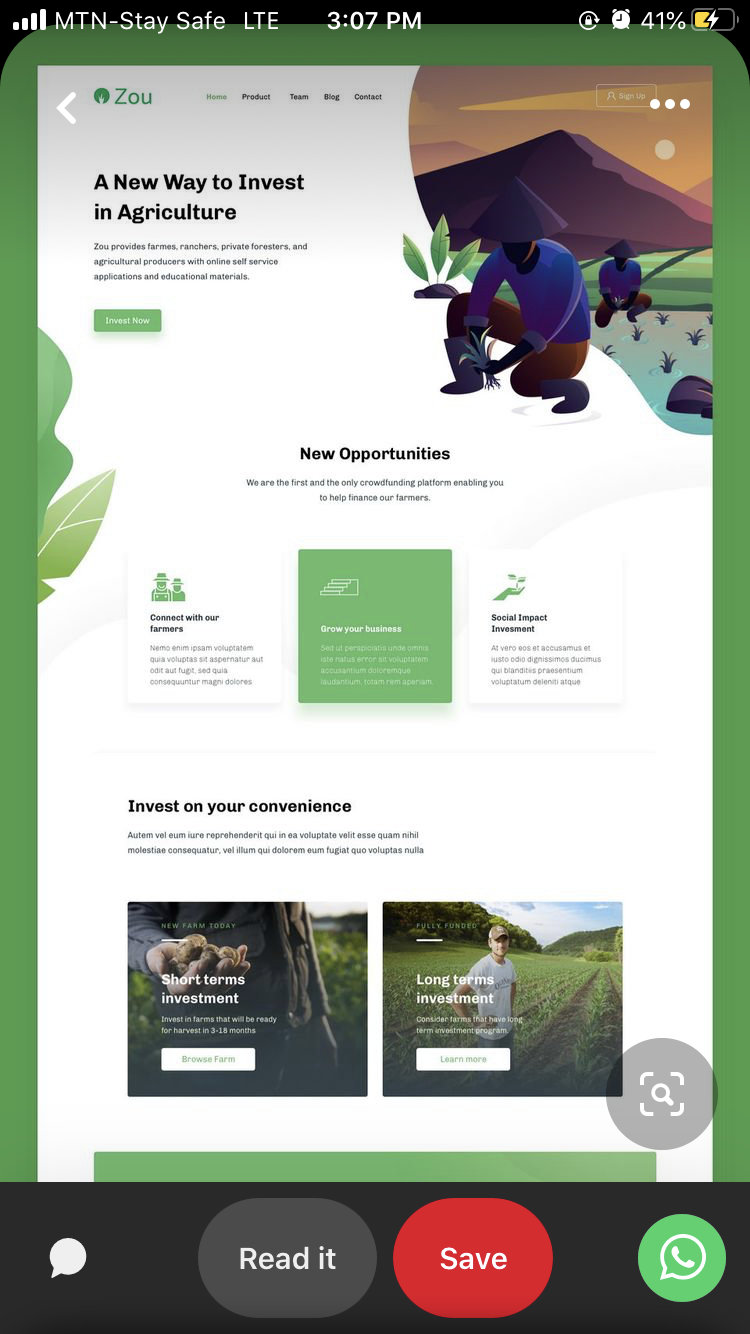 MTN-Stay Safe LTE 3:07 PM 41%
Zou
Home Product Team Blog Contact Sign Up
A New Way to Invest
in Agriculture
Zou provides farmes, ranchers, private foresters, and
agricultural producers with online self service
applications and educational materials.
Invest Now
New Opportunities
We are the first and the only crowdfunding platform enabling you
to help finance our farmers.
Connect with our
farmers
Nemo enim ipsam voluptatem
quia voluptas sit aspernatur aut
odit aut fugit, sed quia
consequuntur magni dolores
Grow your business
Sed ut perspiciatis unde omnis
iste natus error sit voluptatem
accusantium doloremque
laudantium, totam rem aperiam.
Social Impact
Invesment
At vero eos et accusamus et
iusto odio dignissimos ducimus
qui blanditiis praesentium
voluptatum deleniti atque
Invest on your convenience
Autem vel eum iure reprehenderit qui in ea voluptate velit esse quam nihil
molestiae consequatur, vel illum qui dolorem eum fugiat quo voluptas nulla
NEW FARM TODAY
Short terms
investment
Invest in farms that will be ready
for harvest in 3-18 months
Browse Farm
FULLY FUNDED
Long terms
investment
Consider farms that have long
term investment program.
Learn more
Read it
Save